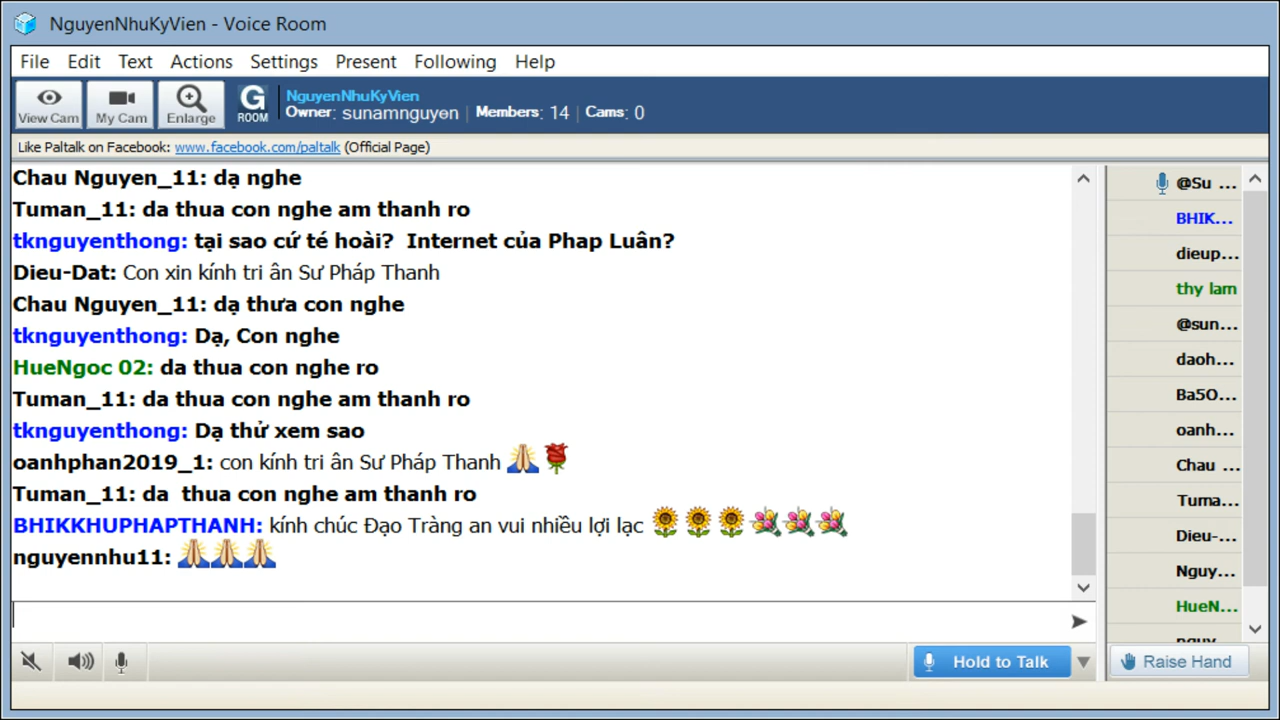 NguyenNhuKyVien - Voice Room
File Edit Text Actions Settings Present Following Help
View Cam My Cam Enlarge G ROOM
NguyenNhuKyVien
Owner: sunamnguyen | Members: 14 | Cams: 0
Like Paltalk on Facebook: www.facebook.com/paltalk (Official Page)
Chau Nguyen_11: dạ nghe
Tuman_11: da thua con nghe am thanh ro
tknguyenthong: tại sao cứ té hoài?  Internet của Phap Luân?
Dieu-Dat: Con xin kính tri ân Sư Pháp Thanh
Chau Nguyen_11: dạ thưa con nghe
tknguyenthong: Dạ, Con nghe
HueNgoc 02: da thua con nghe ro
Tuman_11: da thua con nghe am thanh ro
tknguyenthong: Dạ thử xem sao
oanhphan2019_1: con kính tri ân Sư Pháp Thanh 🙏🌹
Tuman_11: da  thua con nghe am thanh ro
BHIKKHUPHAPTHANH: kính chúc Đạo Tràng an vui nhiều lợi lạc 🌻🌻🌻💐💐💐
nguyennhu11: 🙏🙏🙏
@Su ...
BHIK...
dieup...
thy lam
@sun...
daoh...
Ba5O...
oanh...
Chau ...
Tuma...
Dieu-...
Nguy...
HueN...
Hold to Talk
Raise Hand